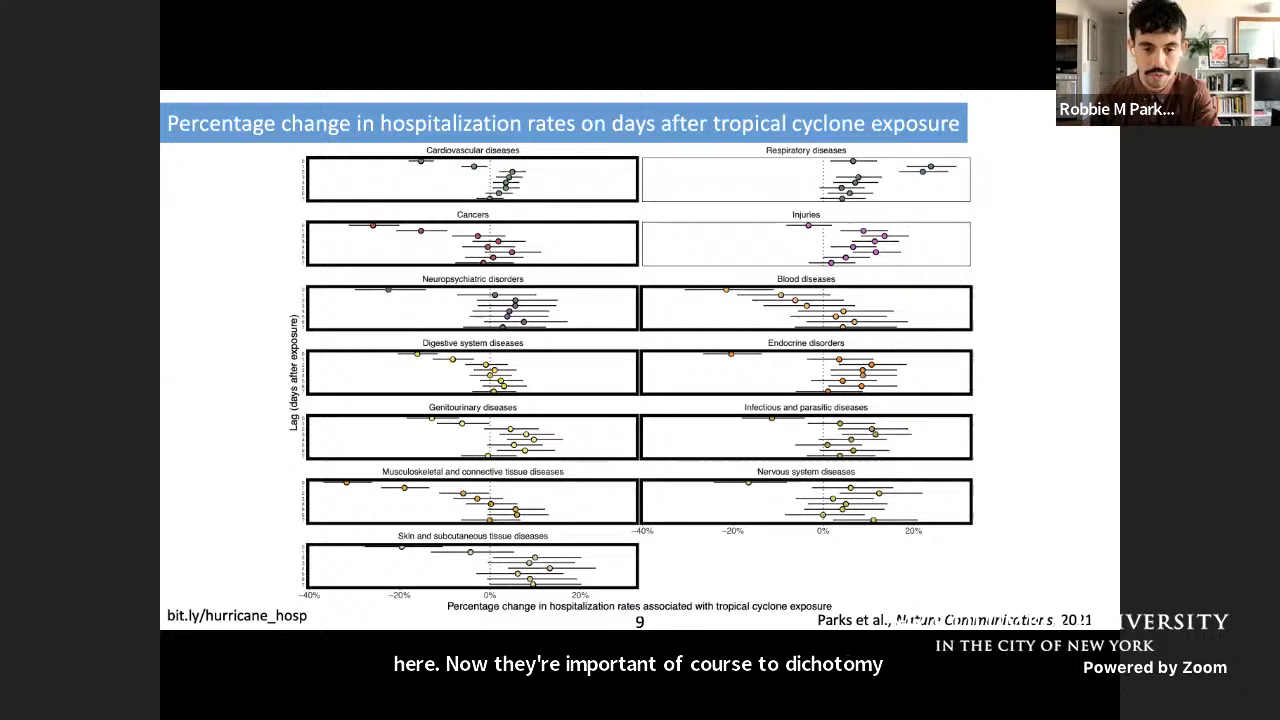 Robbie M Park...
Percentage change in hospitalization rates on days after tropical cyclone exposure
Cardiovascular diseases
Respiratory diseases
Cancers
Injuries
Neuropsychiatric disorders
Blood diseases
Digestive system diseases
Endocrine disorders
Lag (days after exposure)
Genitourinary diseases
Infectious and parasitic diseases
Musculoskeletal and connective tissue diseases
Nervous system diseases
−40% −20% 0% 20%
Skin and subcutaneous tissue diseases
−40% −20% 0% 20%
Percentage change in hospitalization rates associated with tropical cyclone exposure
bit.ly/hurricane_hosp
9
Parks et al., Nature Communications, 2021
IVERSITY
IN THE CITY OF NEW YORK
here. Now they're important of course to dichotomy
Powered by Zoom